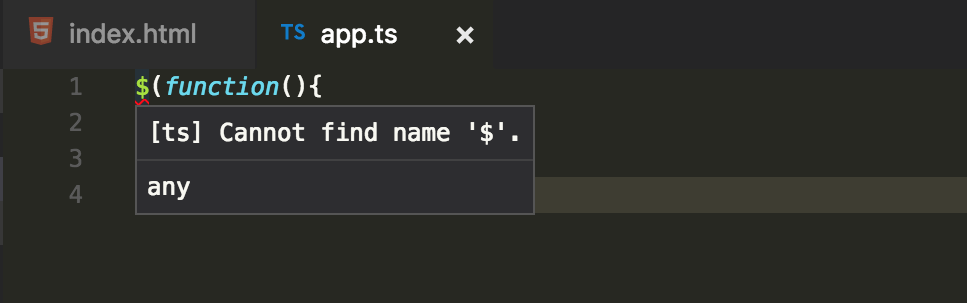 index.html
TS app.ts ×
1 $(function(){
[ts] Cannot find name '$'.
2
3
any
4